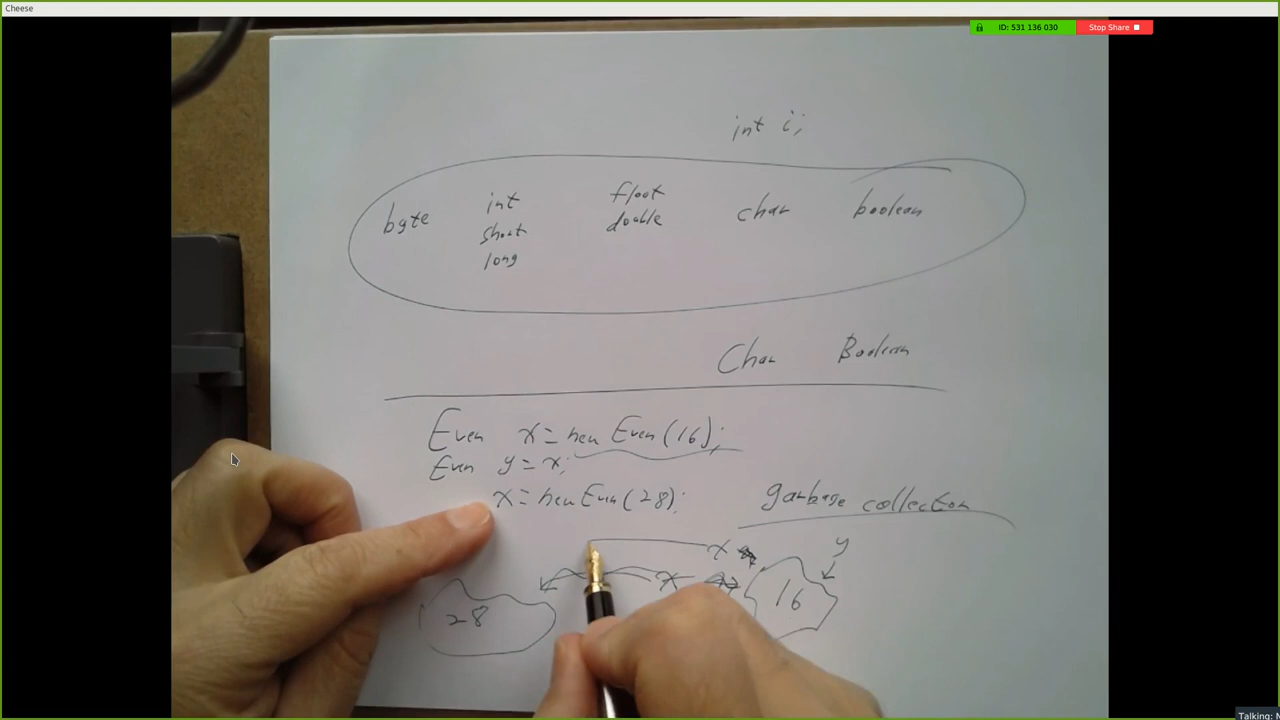 Cheese
ID: 531 136 030 Stop Share
int i;
byte int float char boolean
short double
long
Char Boolean
Even x = new Even(16);
Even y = x;
x = new Even(28);
garbage collection
x y
x
28 16
Talking: